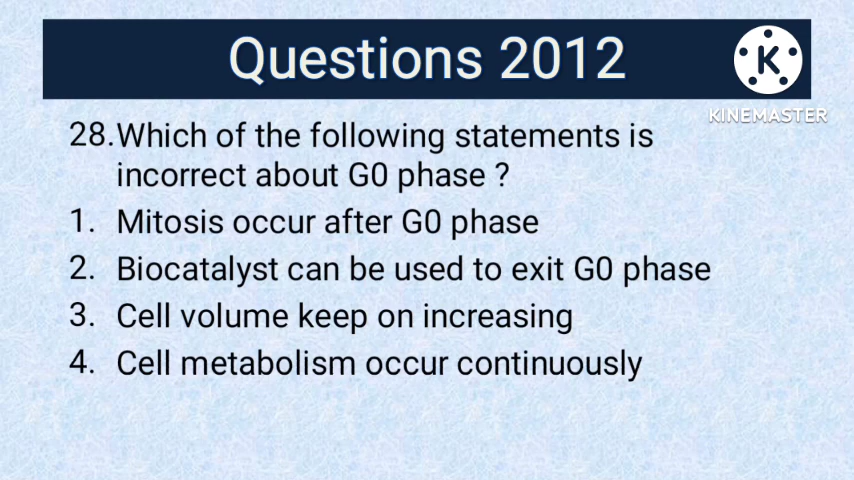 Questions 2012
K
KINEMASTER
28.Which of the following statements is
incorrect about G0 phase ?
1. Mitosis occur after G0 phase
2. Biocatalyst can be used to exit G0 phase
3. Cell volume keep on increasing
4. Cell metabolism occur continuously